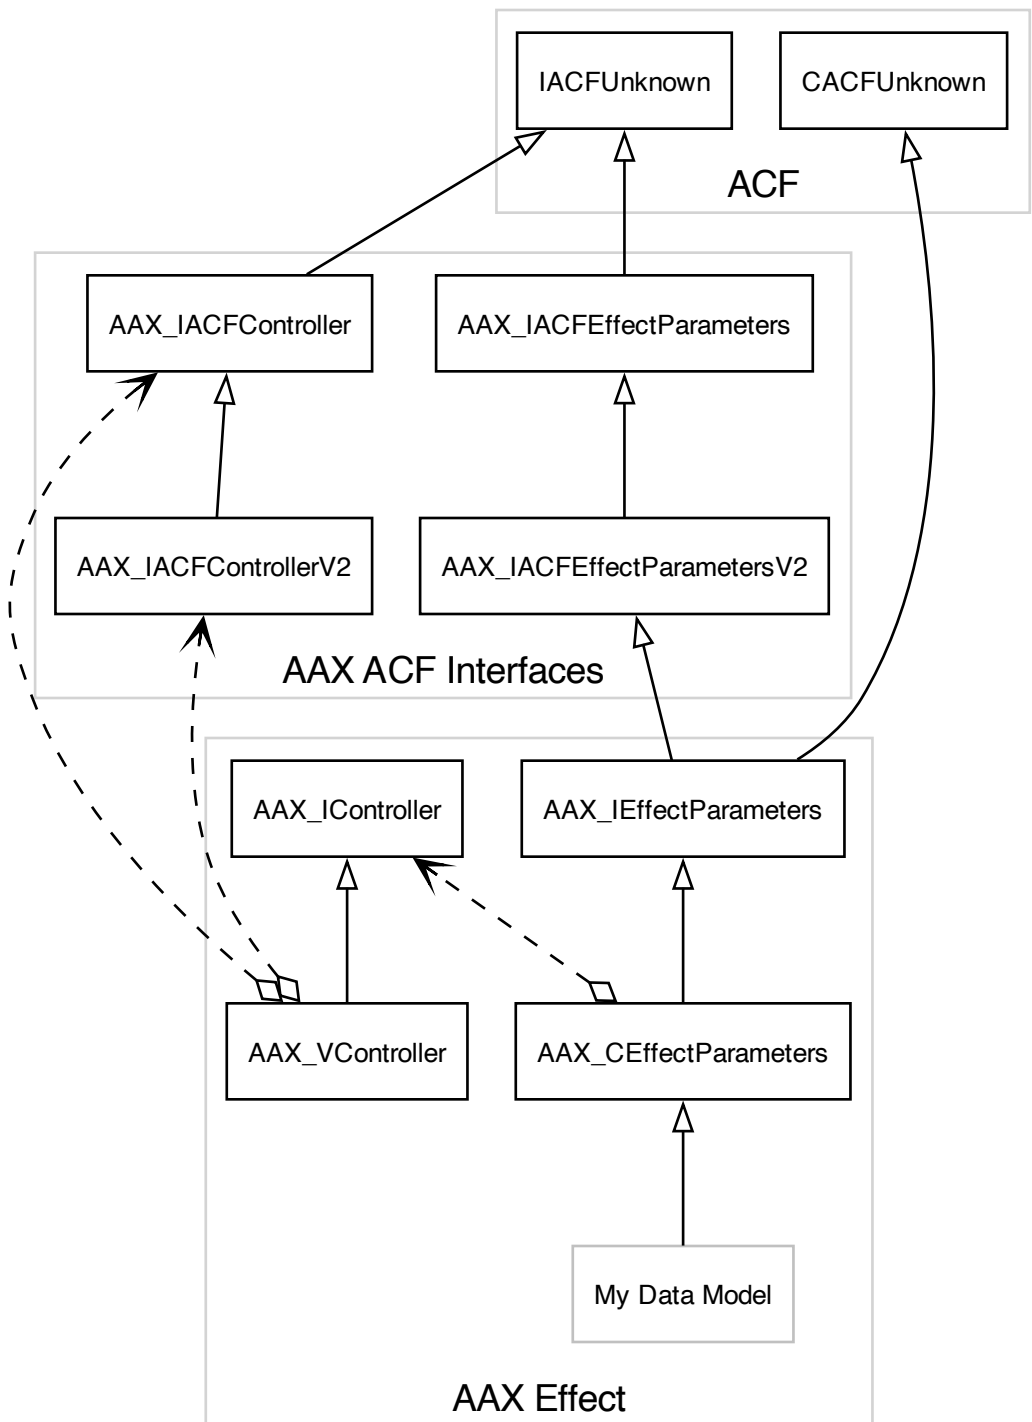 IACFUnknown
CACFUnknown
ACF
AAX_IACFController
AAX_IACFEffectParameters
AAX_IACFControllerV2
AAX_IACFEffectParametersV2
AAX ACF Interfaces
AAX_IController
AAX_IEffectParameters
AAX_VController
AAX_CEffectParameters
My Data Model
AAX Effect